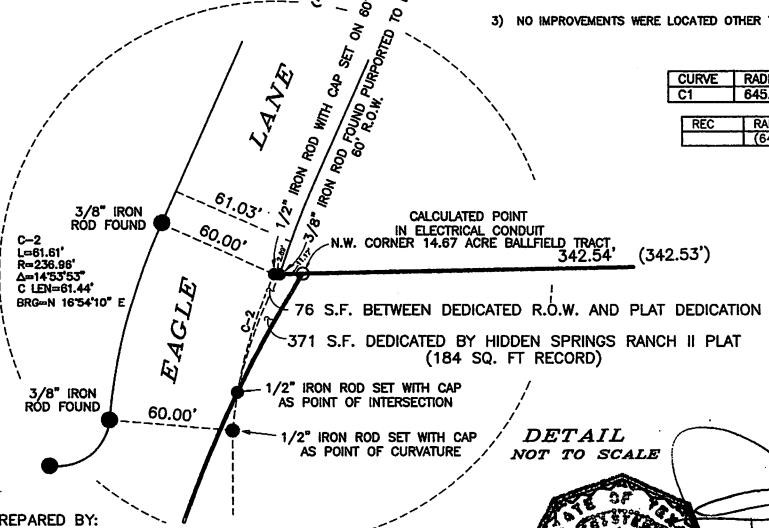 3) NO IMPROVEMENTS WERE LOCATED OTHER
CURVE
C1 645.
REC
(64
1/2" IRON ROD WITH CAP SET ON 60'
3/8" IRON ROD FOUND PURPORTED TO
60' R.O.W.
LANE
61.03'
60.00'
3/8" IRON
ROD FOUND
C-2
L=61.61'
R=236.96'
Δ=14°53'53"
C LEN=61.44'
BRG=N 16°54'10" E
CALCULATED POINT
IN ELECTRICAL CONDUIT
N.W. CORNER 14.67 ACRE BALLFIELD TRACT
342.54' (342.53')
76 S.F. BETWEEN DEDICATED R.O.W. AND PLAT DEDICATION
C-2
371 S.F. DEDICATED BY HIDDEN SPRINGS RANCH II PLAT
(184 SQ. FT RECORD)
EAGLE
3/8" IRON
ROD FOUND
60.00'
1/2" IRON ROD SET WITH CAP
AS POINT OF INTERSECTION
1/2" IRON ROD SET WITH CAP
AS POINT OF CURVATURE
DETAIL
NOT TO SCALE
REPARED BY: